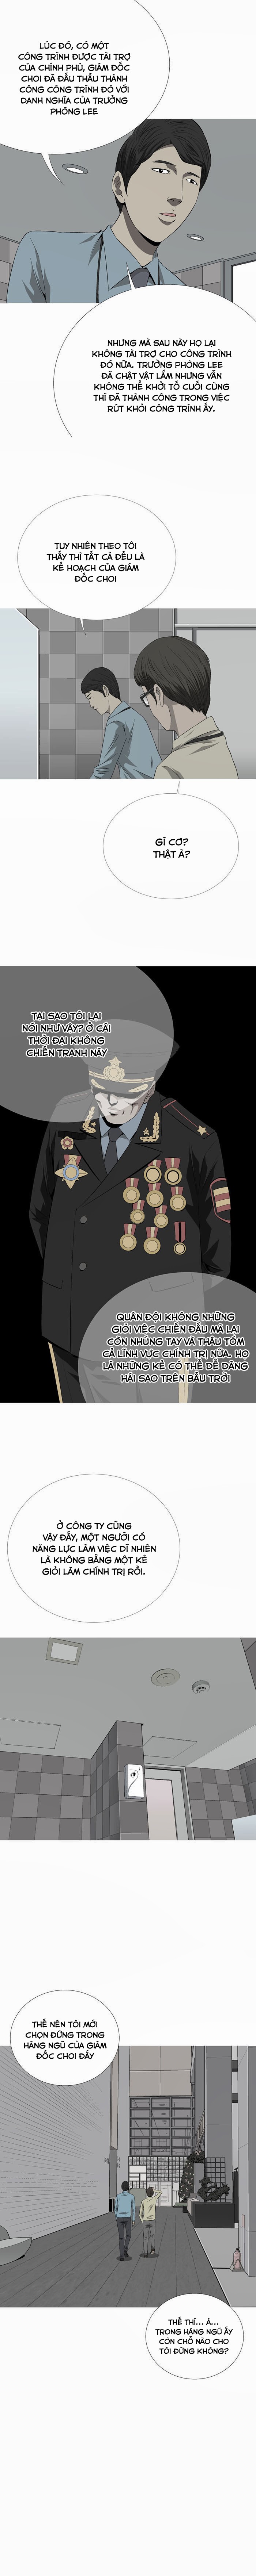 LÚC ĐÓ, CÓ MỘT
CÔNG TRÌNH ĐƯỢC TÀI TRỢ
CỦA CHÍNH PHỦ, GIÁM ĐỐC
CHOI ĐÃ ĐẤU THẦU THÀNH
CÔNG CÔNG TRÌNH ĐÓ VỚI
DANH NGHĨA CỦA TRƯỞNG
PHÒNG LEE
NHƯNG MÀ SAU NÀY HỌ LẠI
KHÔNG TÀI TRỢ CHO CÔNG TRÌNH
ĐÓ NỮA. TRƯỞNG PHÒNG LEE
ĐÃ CHẬT VẬT LẮM NHƯNG VẪN
KHÔNG THỂ KHỞI TỐ CUỐI CÙNG
THÌ ĐÃ THÀNH CÔNG TRONG VIỆC
RÚT KHỎI CÔNG TRÌNH ẤY.
TUY NHIÊN THEO TÔI
THẤY THÌ TẤT CẢ ĐỀU LÀ
KẾ HOẠCH CỦA GIÁM
ĐỐC CHOI
GÌ CƠ?
THẬT Á?
TẠI SAO TÔI LẠI
NÓI NHƯ VẬY? Ở CÁI
THỜI ĐẠI KHÔNG
CHIẾN TRANH NÀY
QUÂN ĐỘI KHÔNG NHỮNG
GIỎI VIỆC CHIẾN ĐẤU MÀ LẠI
CÒN NHÚNG TAY VÀ THÂU TÓM
CẢ LĨNH VỰC CHÍNH TRỊ NỮA. HỌ
LÀ NHỮNG KẺ CÓ THỂ DỄ DÀNG
HÁI SAO TRÊN BẦU TRỜI
Ở CÔNG TY CŨNG
VẬY ĐẤY, MỘT NGƯỜI CÓ
NĂNG LỰC LÀM VIỆC DĨ NHIÊN
LÀ KHÔNG BẰNG MỘT KẺ
GIỎI LÀM CHÍNH TRỊ RỒI.
THẾ NÊN TÔI MỚI
CHỌN ĐỨNG TRONG
HÀNG NGŨ CỦA GIÁM
ĐỐC CHOI ĐẤY
THẾ THÌ... À...
TRONG HÀNG NGŨ ẤY
CÒN CHỖ NÀO CHO
TÔI ĐỨNG KHÔNG?